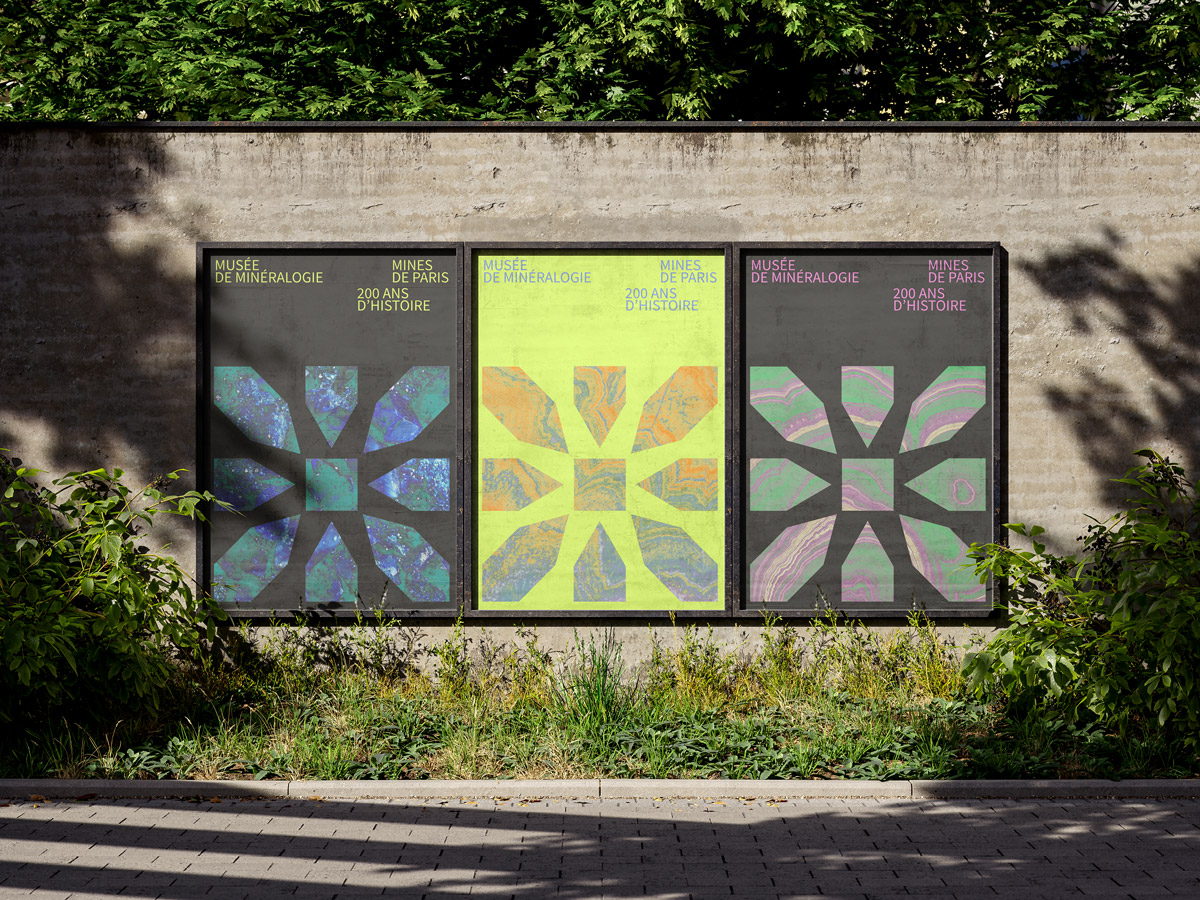 MUSÉE
DE MINÉRALOGIE
MINES
DE PARIS
200 ANS
D'HISTOIRE
MUSÉE
DE MINÉRALOGIE
MINES
DE PARIS
200 ANS
D'HISTOIRE
MUSÉE
DE MINÉRALOGIE
MINES
DE PARIS
200 ANS
D'HISTOIRE